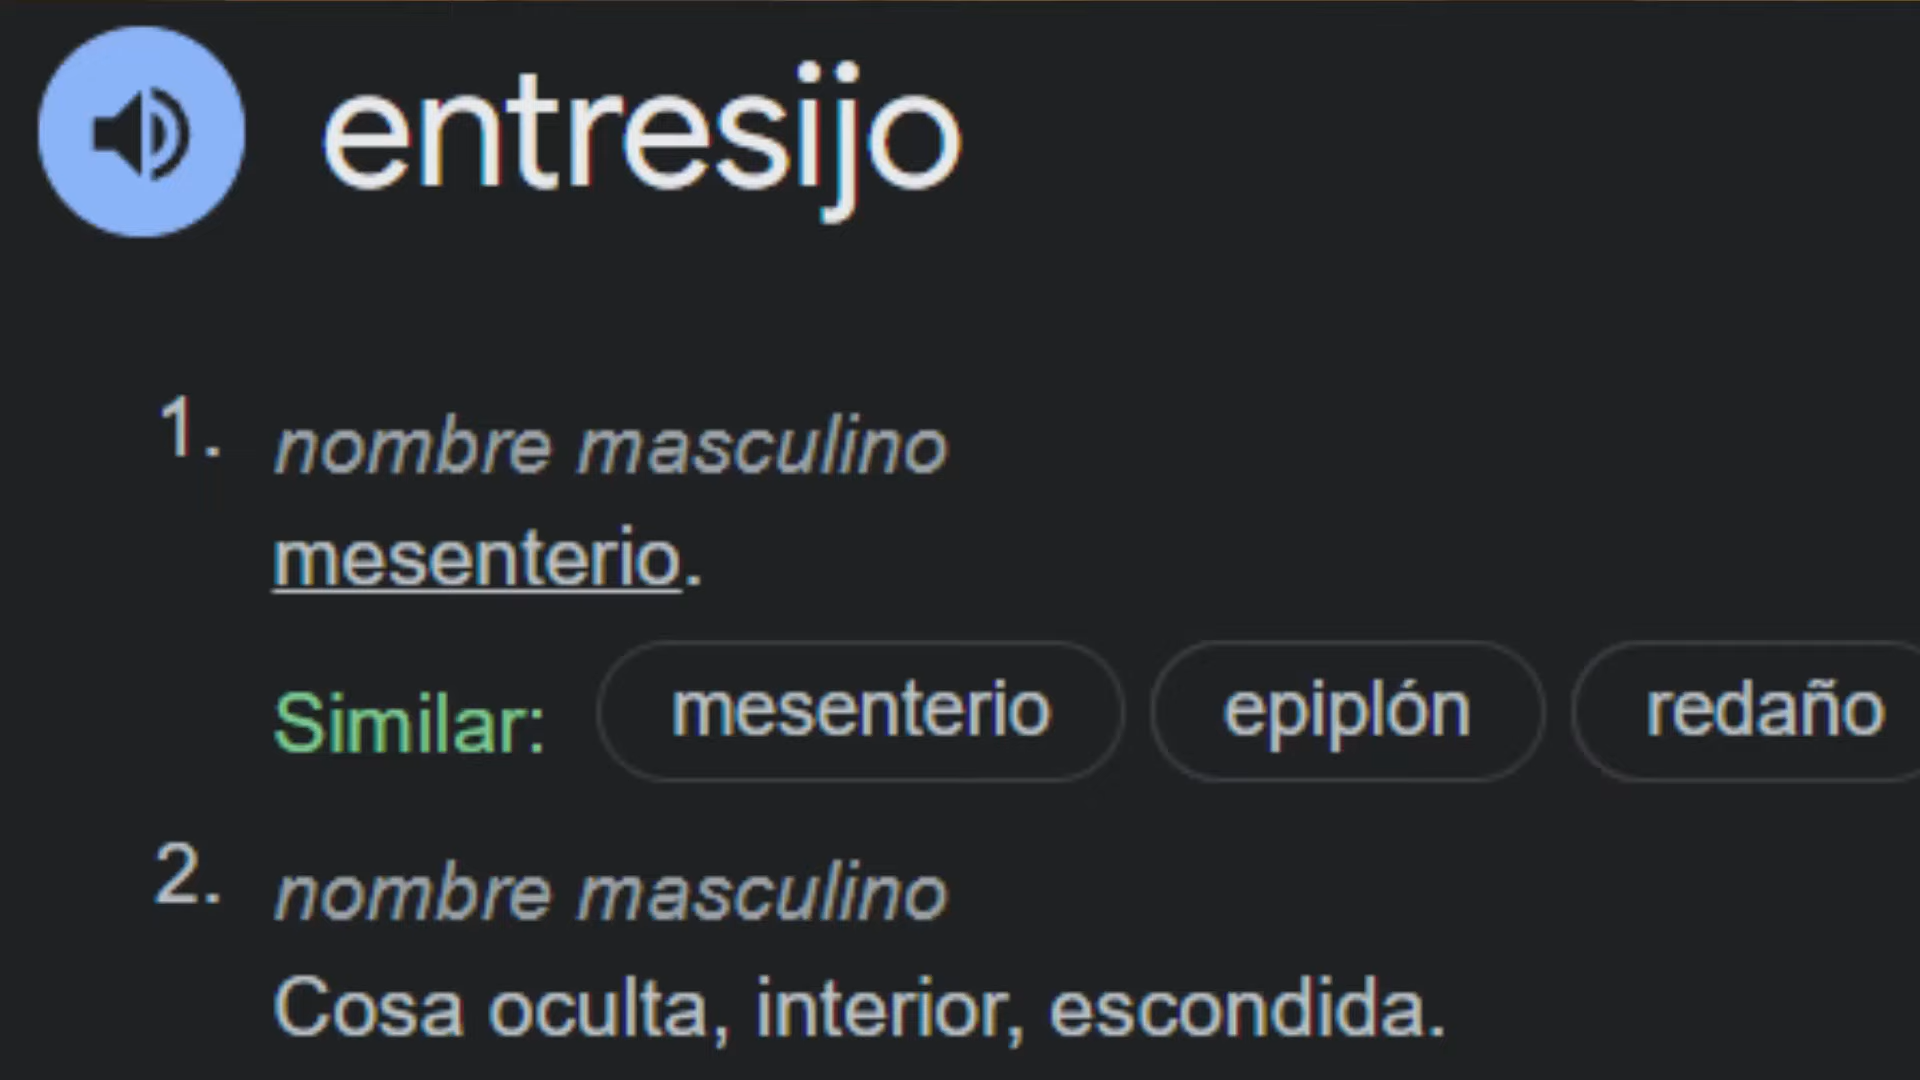 entresijo
1. nombre masculino
mesenterio.
Similar: mesenterio epiplón redaño
2. nombre masculino
Cosa oculta, interior, escondida.